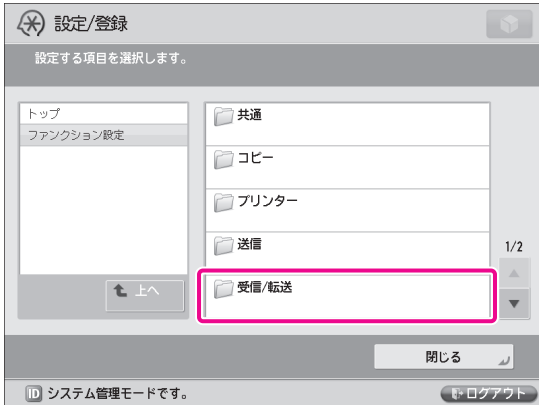 設定/登録
設定する項目を選択します。
トップ
ファンクション設定
共通
コピー
プリンター
送信
受信/転送
1/2
上へ
閉じる
ID システム管理モードです。
ログアウト